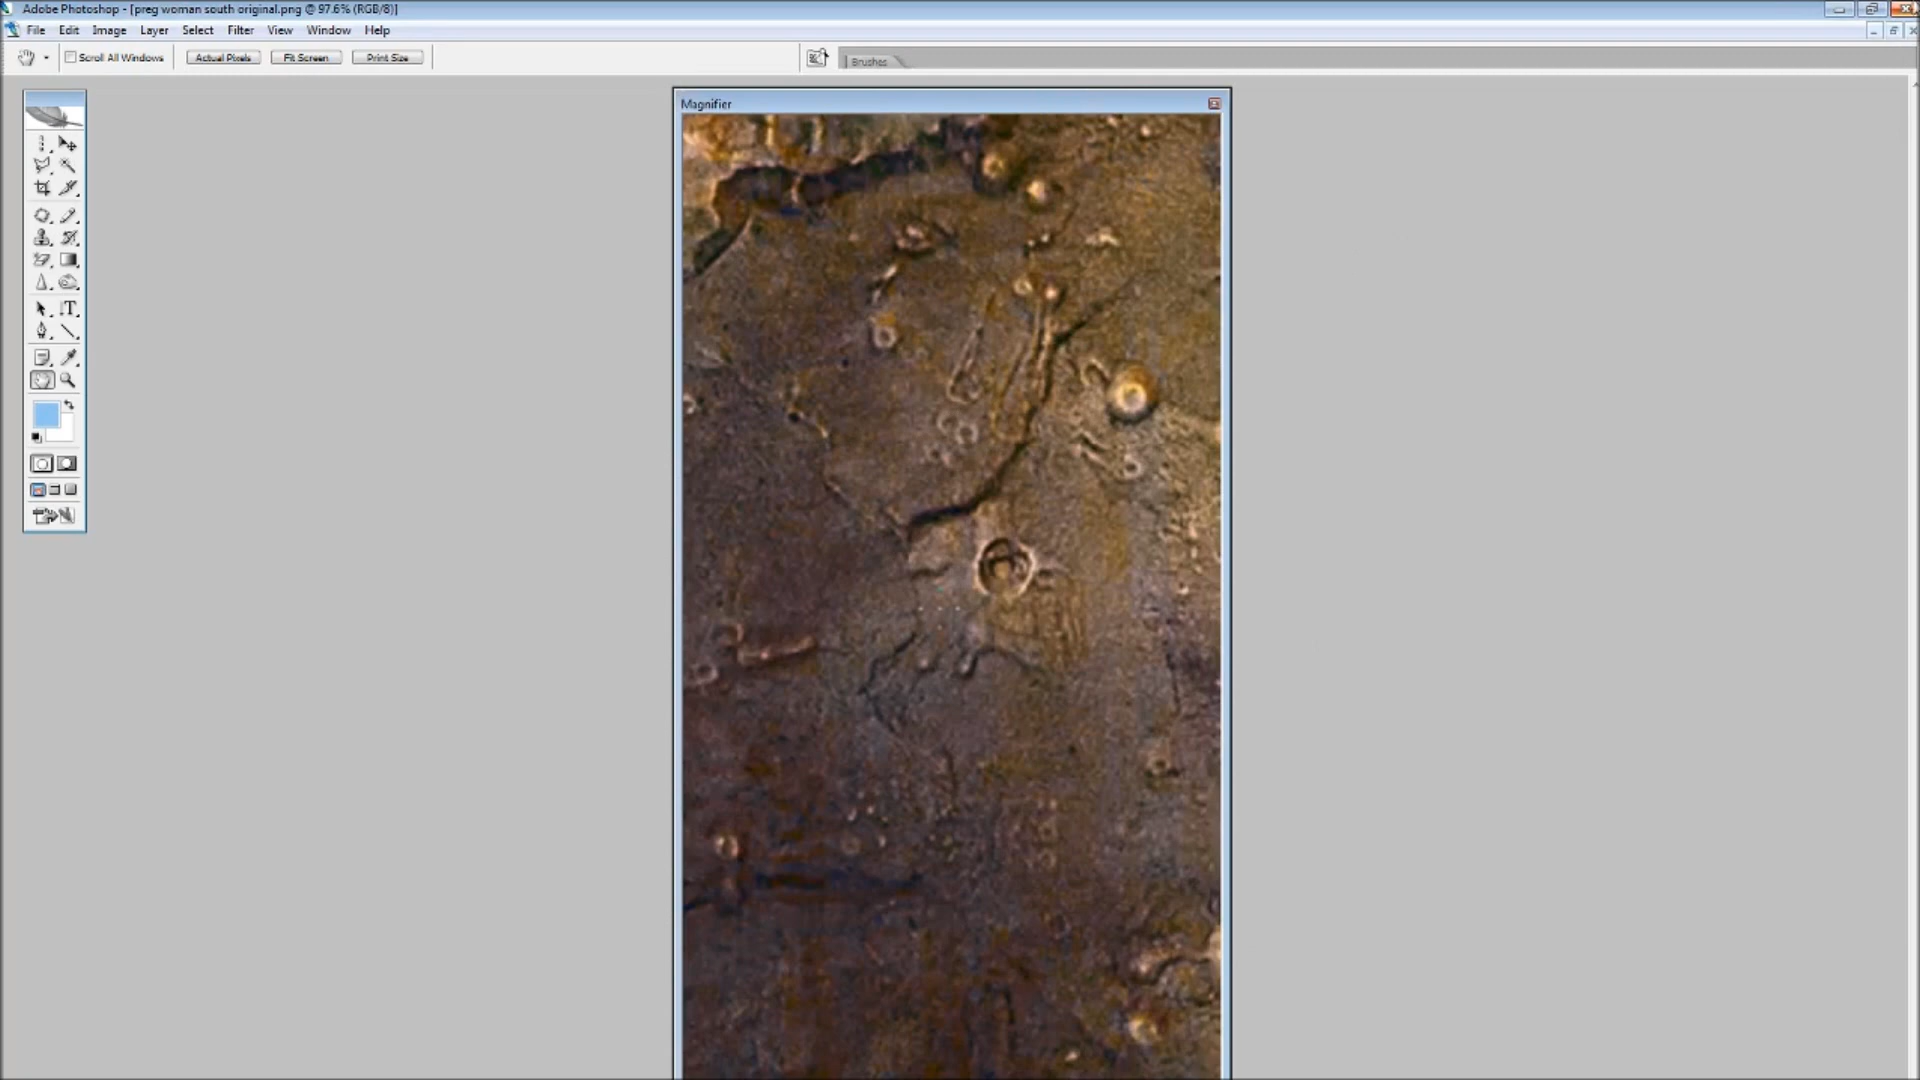 Adobe Photoshop - [preg woman south original.png @ 97.6% (RGB/8)]
File Edit Image Layer Select Filter View Window Help
Scroll All Windows Actual Pixels Fit Screen Print Size Brushes
Magnifier